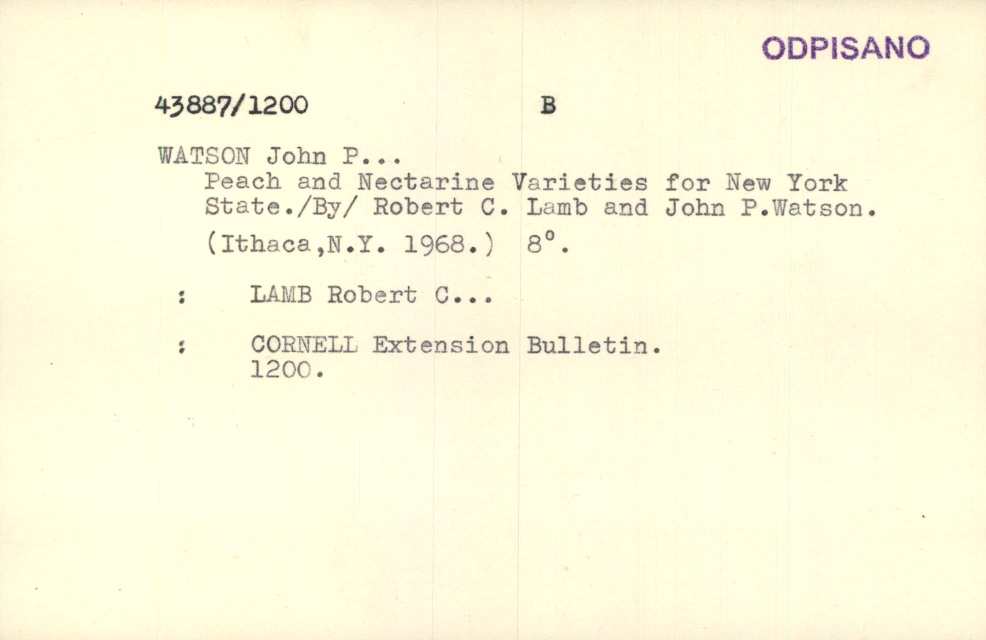 ODPISANO
43887/1200 B
WATSON John P...
Peach and Nectarine Varieties for New York
State./By/ Robert C. Lamb and John P.Watson.
(Ithaca,N.Y. 1968.) 8°.
: LAMB Robert C...
: CORNELL Extension Bulletin.
1200.